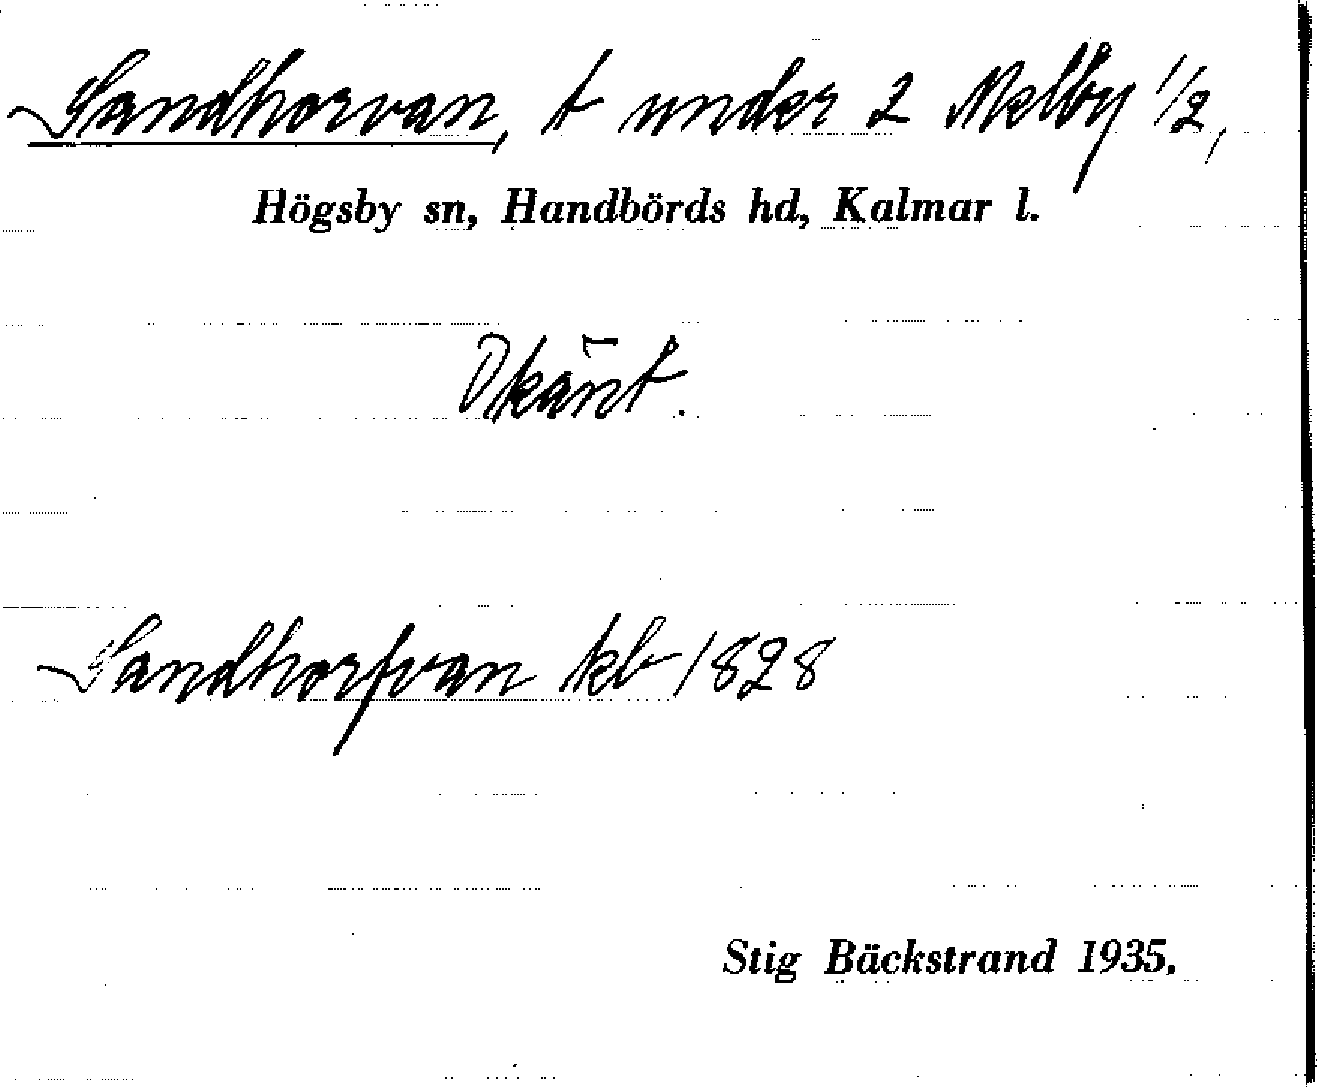 Sandhorvan, t under 2 Melby 1/2,
Högsby sn, Handbörds hd, Kalmar l.
Okänt.
Sandhorfvan kb 1828
Stig Bäckstrand 1935.